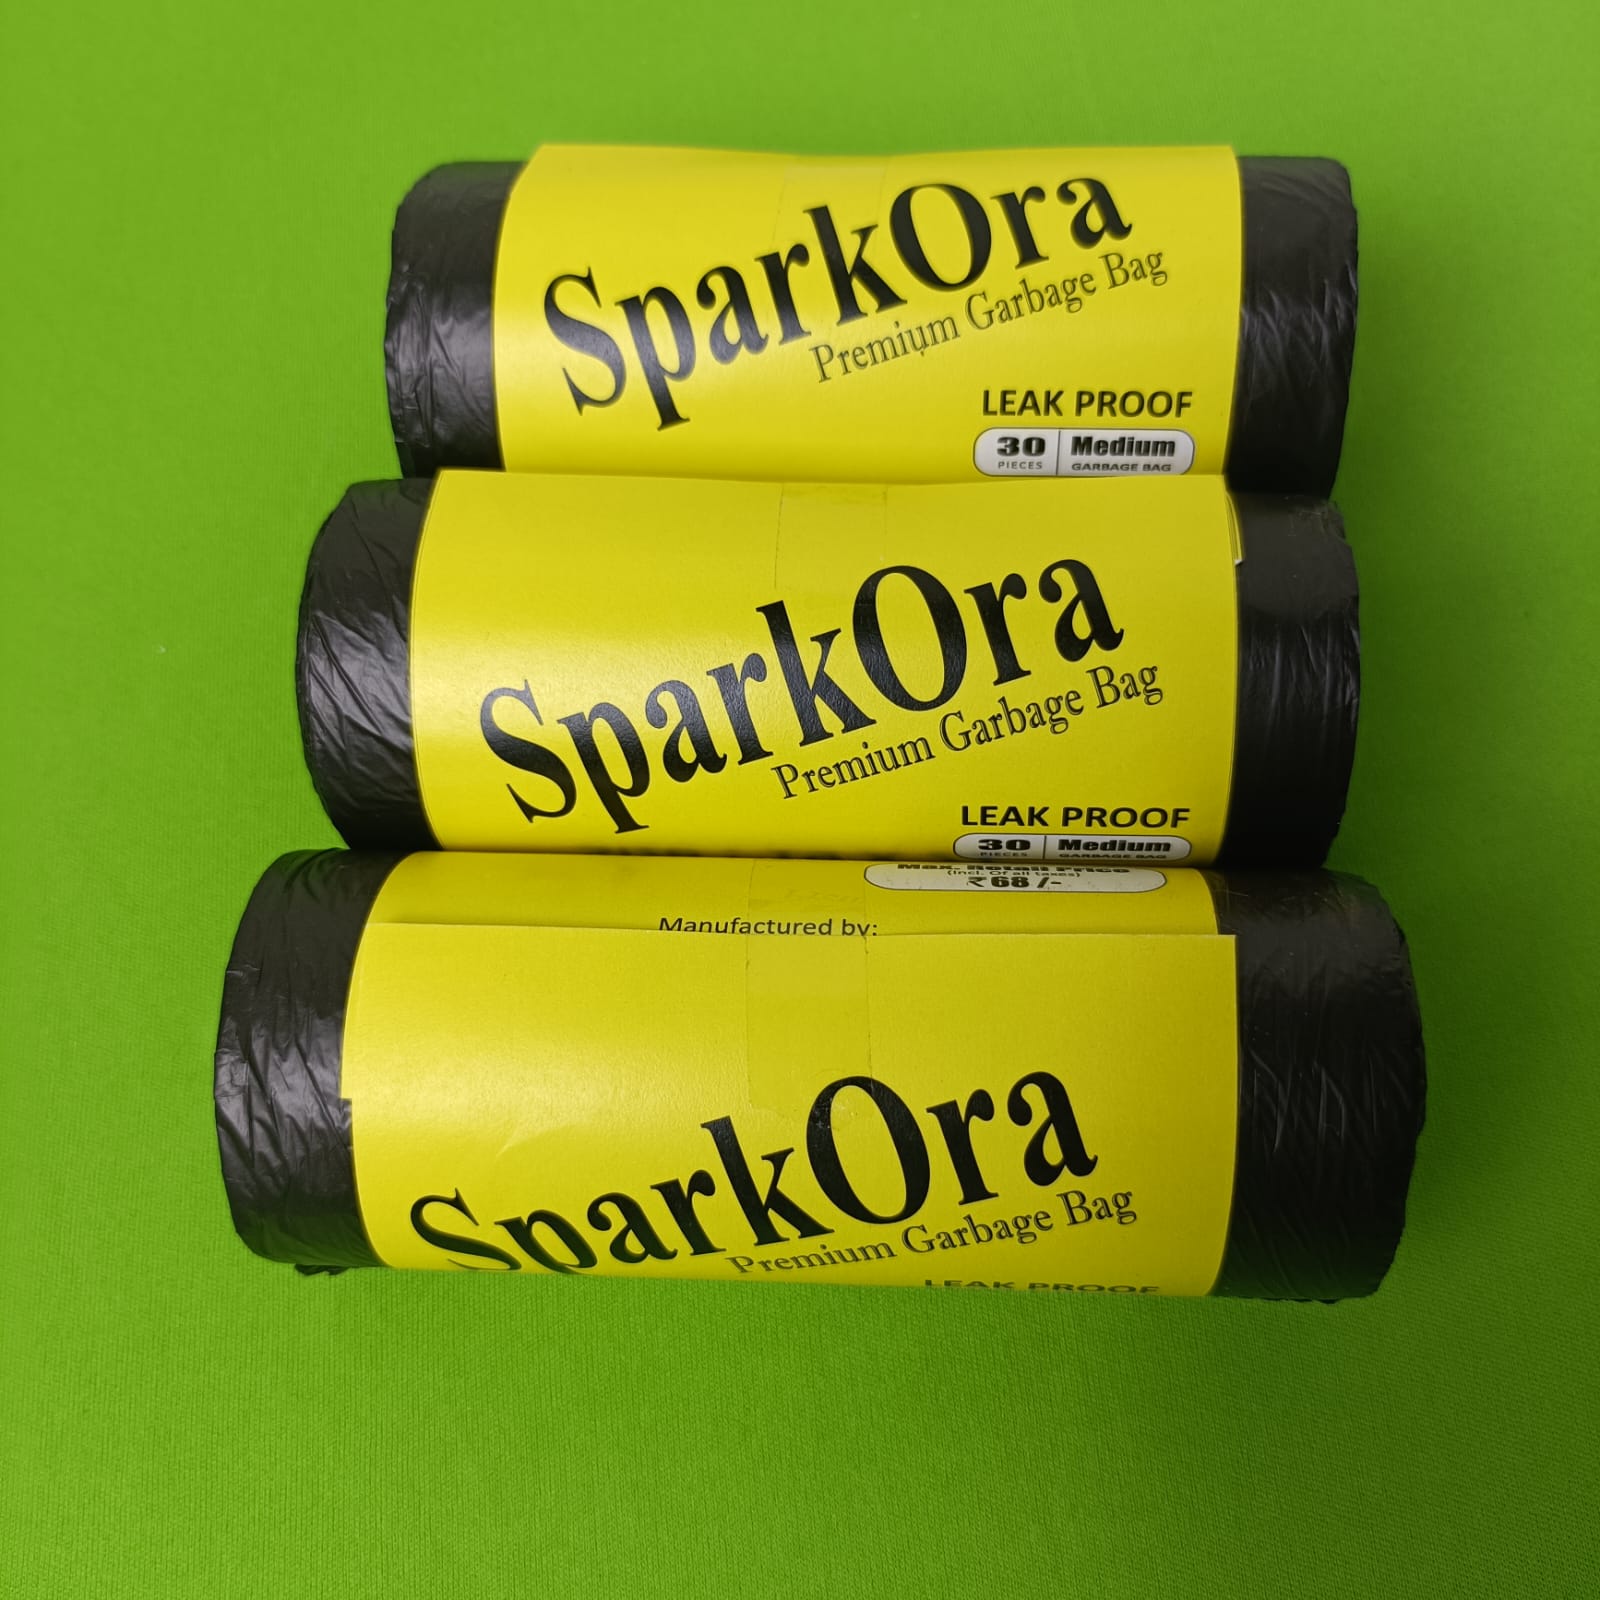 SparkOra
Premium Garbage Bag
LEAK PROOF
30 Medium
PIECES GARBAGE BAG
SparkOra
Premium Garbage Bag
LEAK PROOF
30 Medium
PIECES GARBAGE BAG
Max. Retail Price
(Incl. Of all taxes)
₹68/-
Manufactured by:
SparkOra
Premium Garbage Bag
LEAK PROOF